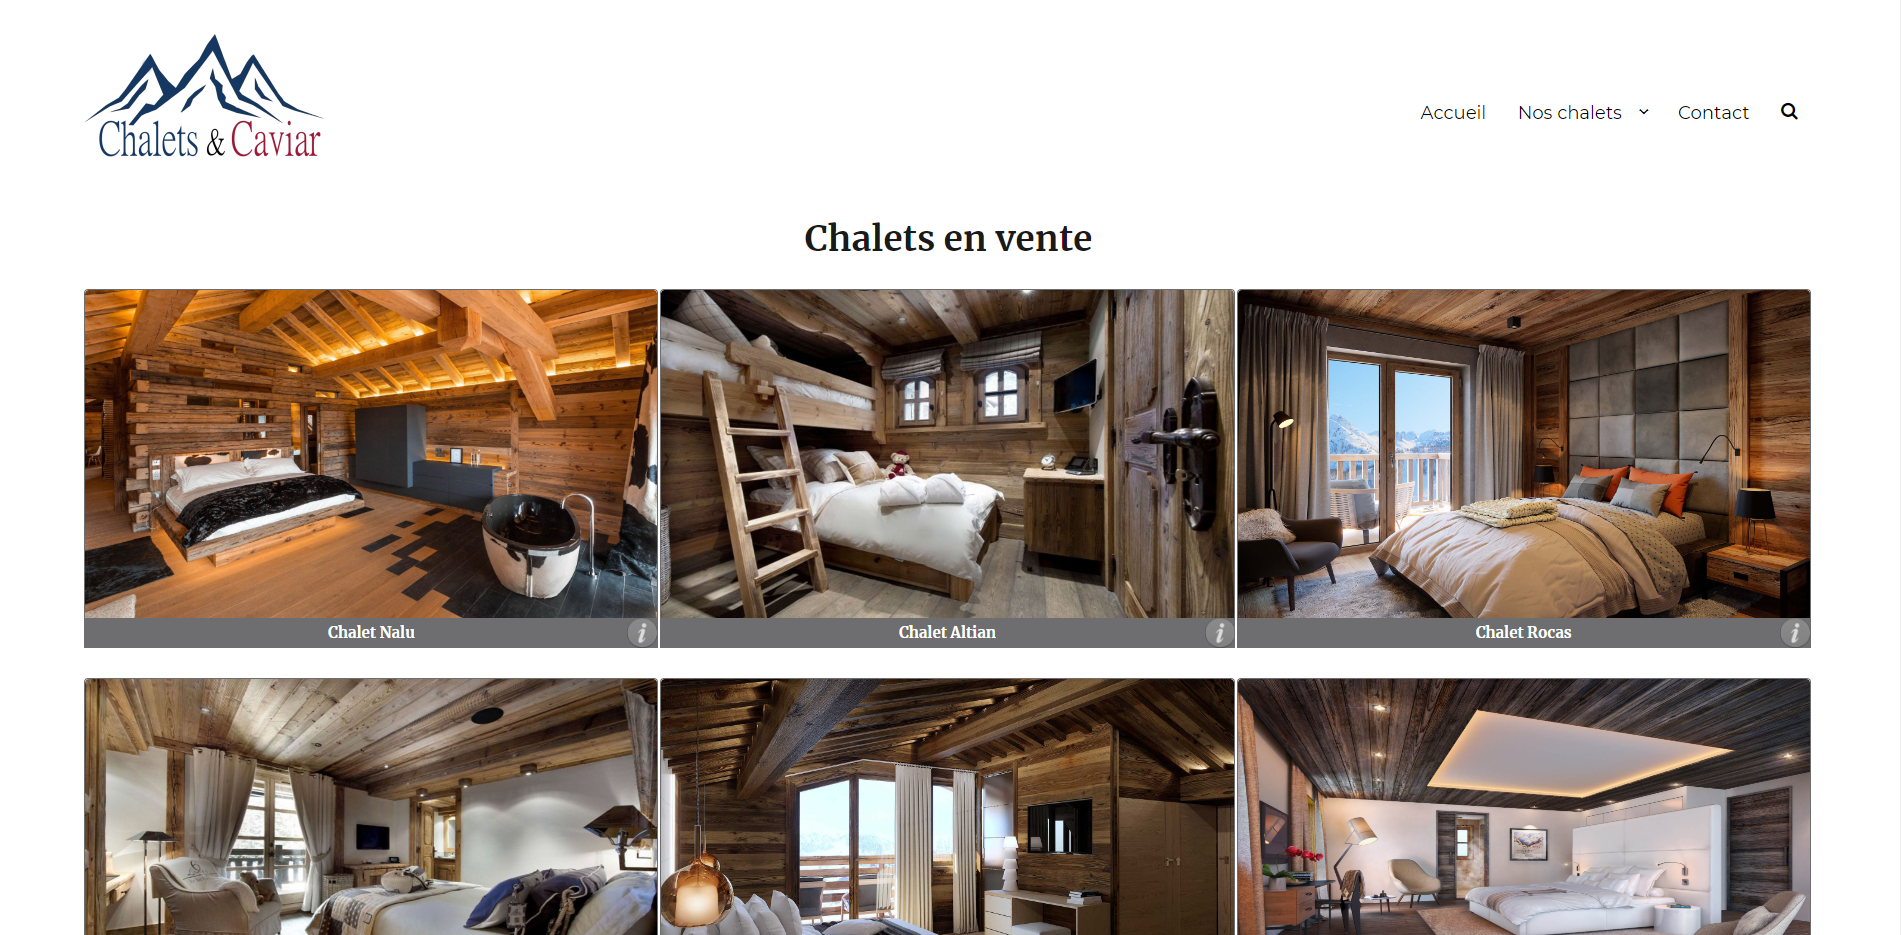 Chalets & Caviar
Accueil
Nos chalets
Contact
Chalets en vente
Chalet Nalu
i
Chalet Altian
i
Chalet Rocas
i